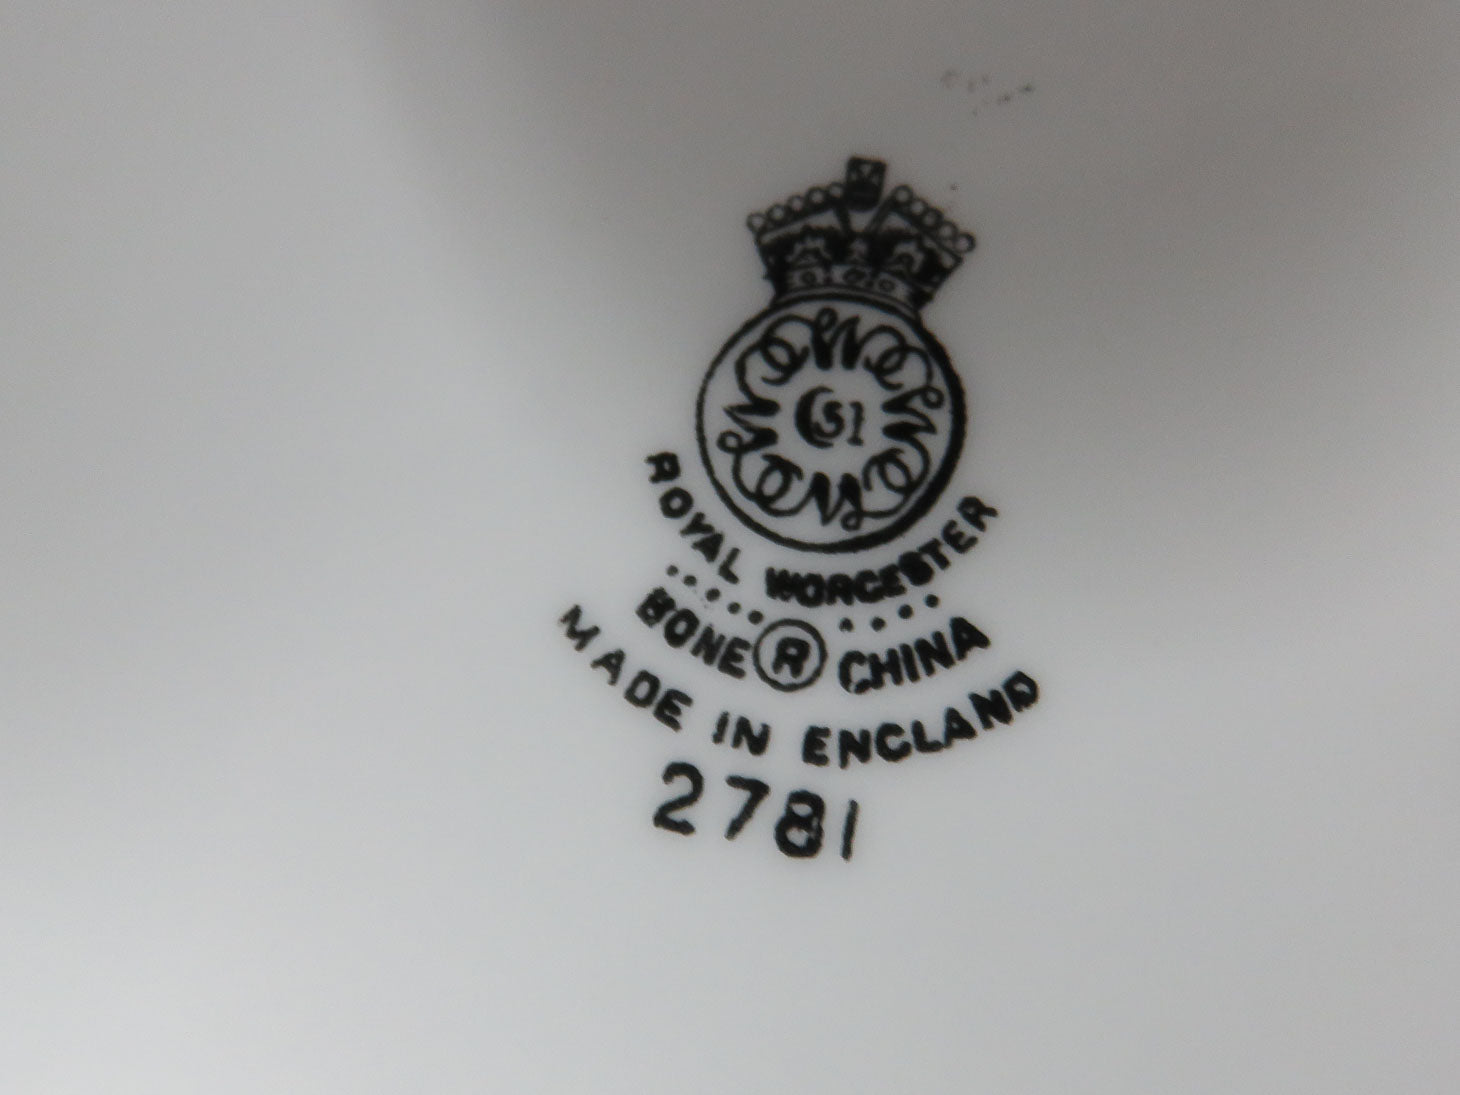 51
ROYAL WORCESTER
BONE R CHINA
MADE IN ENGLAND
2781